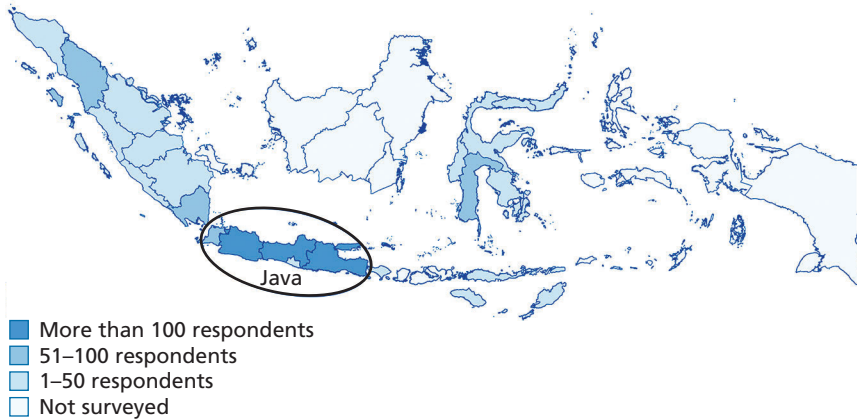 Java
More than 100 respondents
51–100 respondents
1–50 respondents
Not surveyed